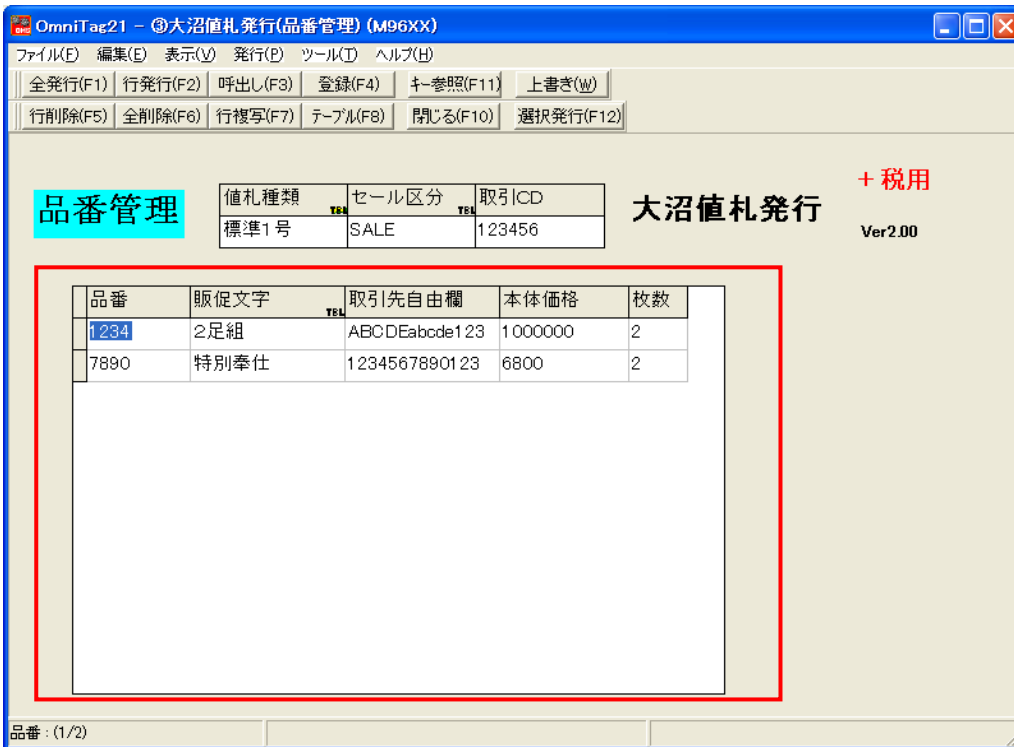 OmniTag21 - ③大沼値札発行(品番管理) (M96XX)
ファイル(F) 編集(E) 表示(V) 発行(P) ツール(T) ヘルプ(H)
全発行(F1) 行発行(F2) 呼出し(F3) 登録(F4) キー参照(F11) 上書き(W)
行削除(F5) 全削除(F6) 行複写(F7) テーブル(F8) 閉じる(F10) 選択発行(F12)
+税用
品番管理
値札種類 TBL セール区分 TBL 取引CD
標準1号 SALE 123456
大沼値札発行
Ver2.00
品番 販促文字 TBL 取引先自由欄 本体価格 枚数
1234 2足組 ABCDEabcde123 1000000 2
7890 特別奉仕 1234567890123 6800 2
品番 : (1/2)